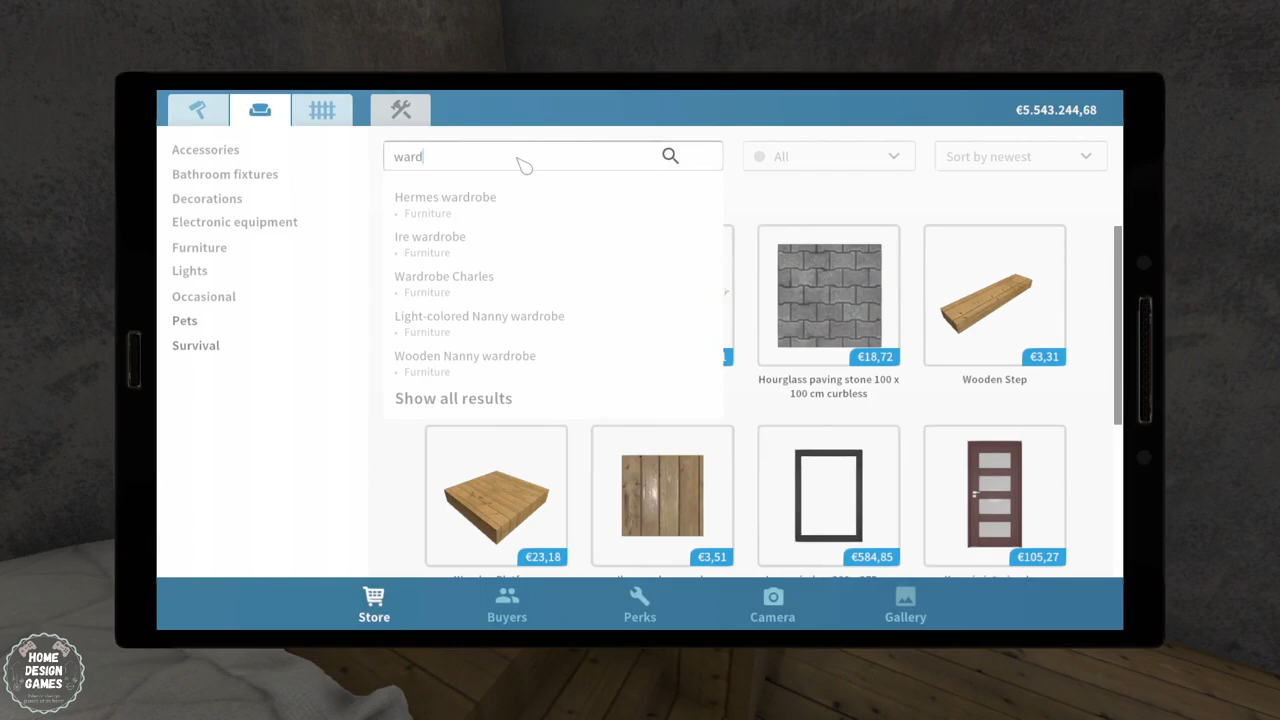 €5.543.244,68
Accessories
Bathroom fixtures
Decorations
Electronic equipment
Furniture
Lights
Occasional
Pets
Survival
ward
All
Sort by newest
Hermes wardrobe
• Furniture
Ire wardrobe
• Furniture
Wardrobe Charles
• Furniture
Light-colored Nanny wardrobe
• Furniture
Wooden Nanny wardrobe
• Furniture
Show all results
€18,72
Hourglass paving stone 100 x
100 cm curbless
€3,31
Wooden Step
€23,18
€3,51
€584,85
€105,27
Store
Buyers
Perks
Camera
Gallery
HOME
DESIGN
GAMES